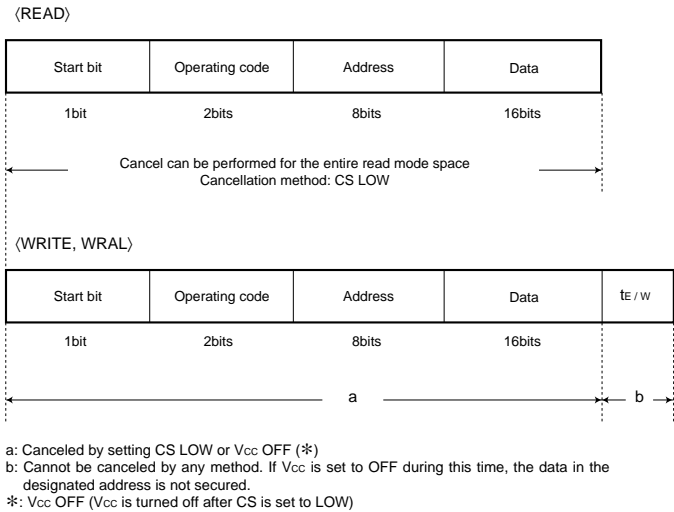 〈READ〉
Start bit Operating code Address Data
1bit 2bits 8bits 16bits
Cancel can be performed for the entire read mode space
Cancellation method: CS LOW
〈WRITE, WRAL〉
Start bit Operating code Address Data tE / W
1bit 2bits 8bits 16bits
a b
a: Canceled by setting CS LOW or VCC OFF (✻)
b: Cannot be canceled by any method. If VCC is set to OFF during this time, the data in the
designated address is not secured.
✻: VCC OFF (VCC is turned off after CS is set to LOW)